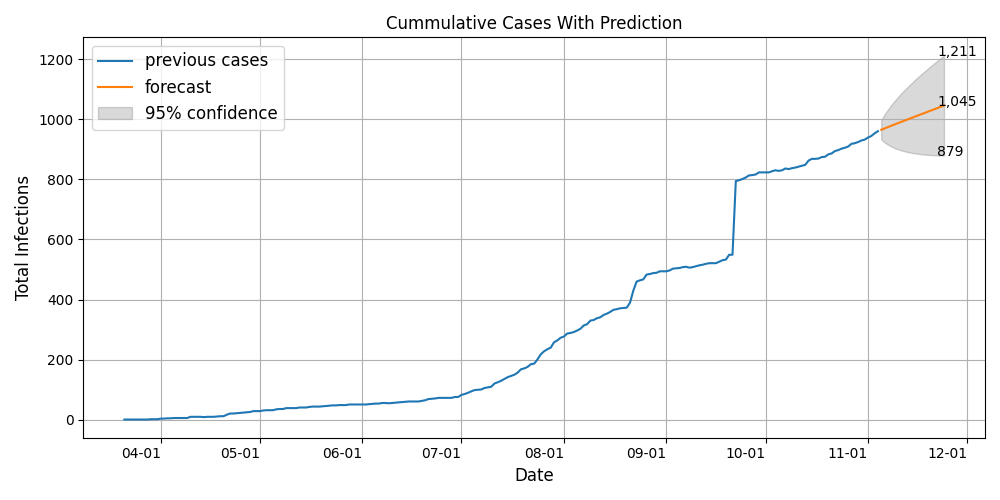 Cummulative Cases With Prediction
previous cases
forecast
95% confidence
1,211
1,045
879
Total Infections
1200
1000
800
600
400
200
0
04-01 05-01 06-01 07-01 08-01 09-01 10-01 11-01 12-01
Date